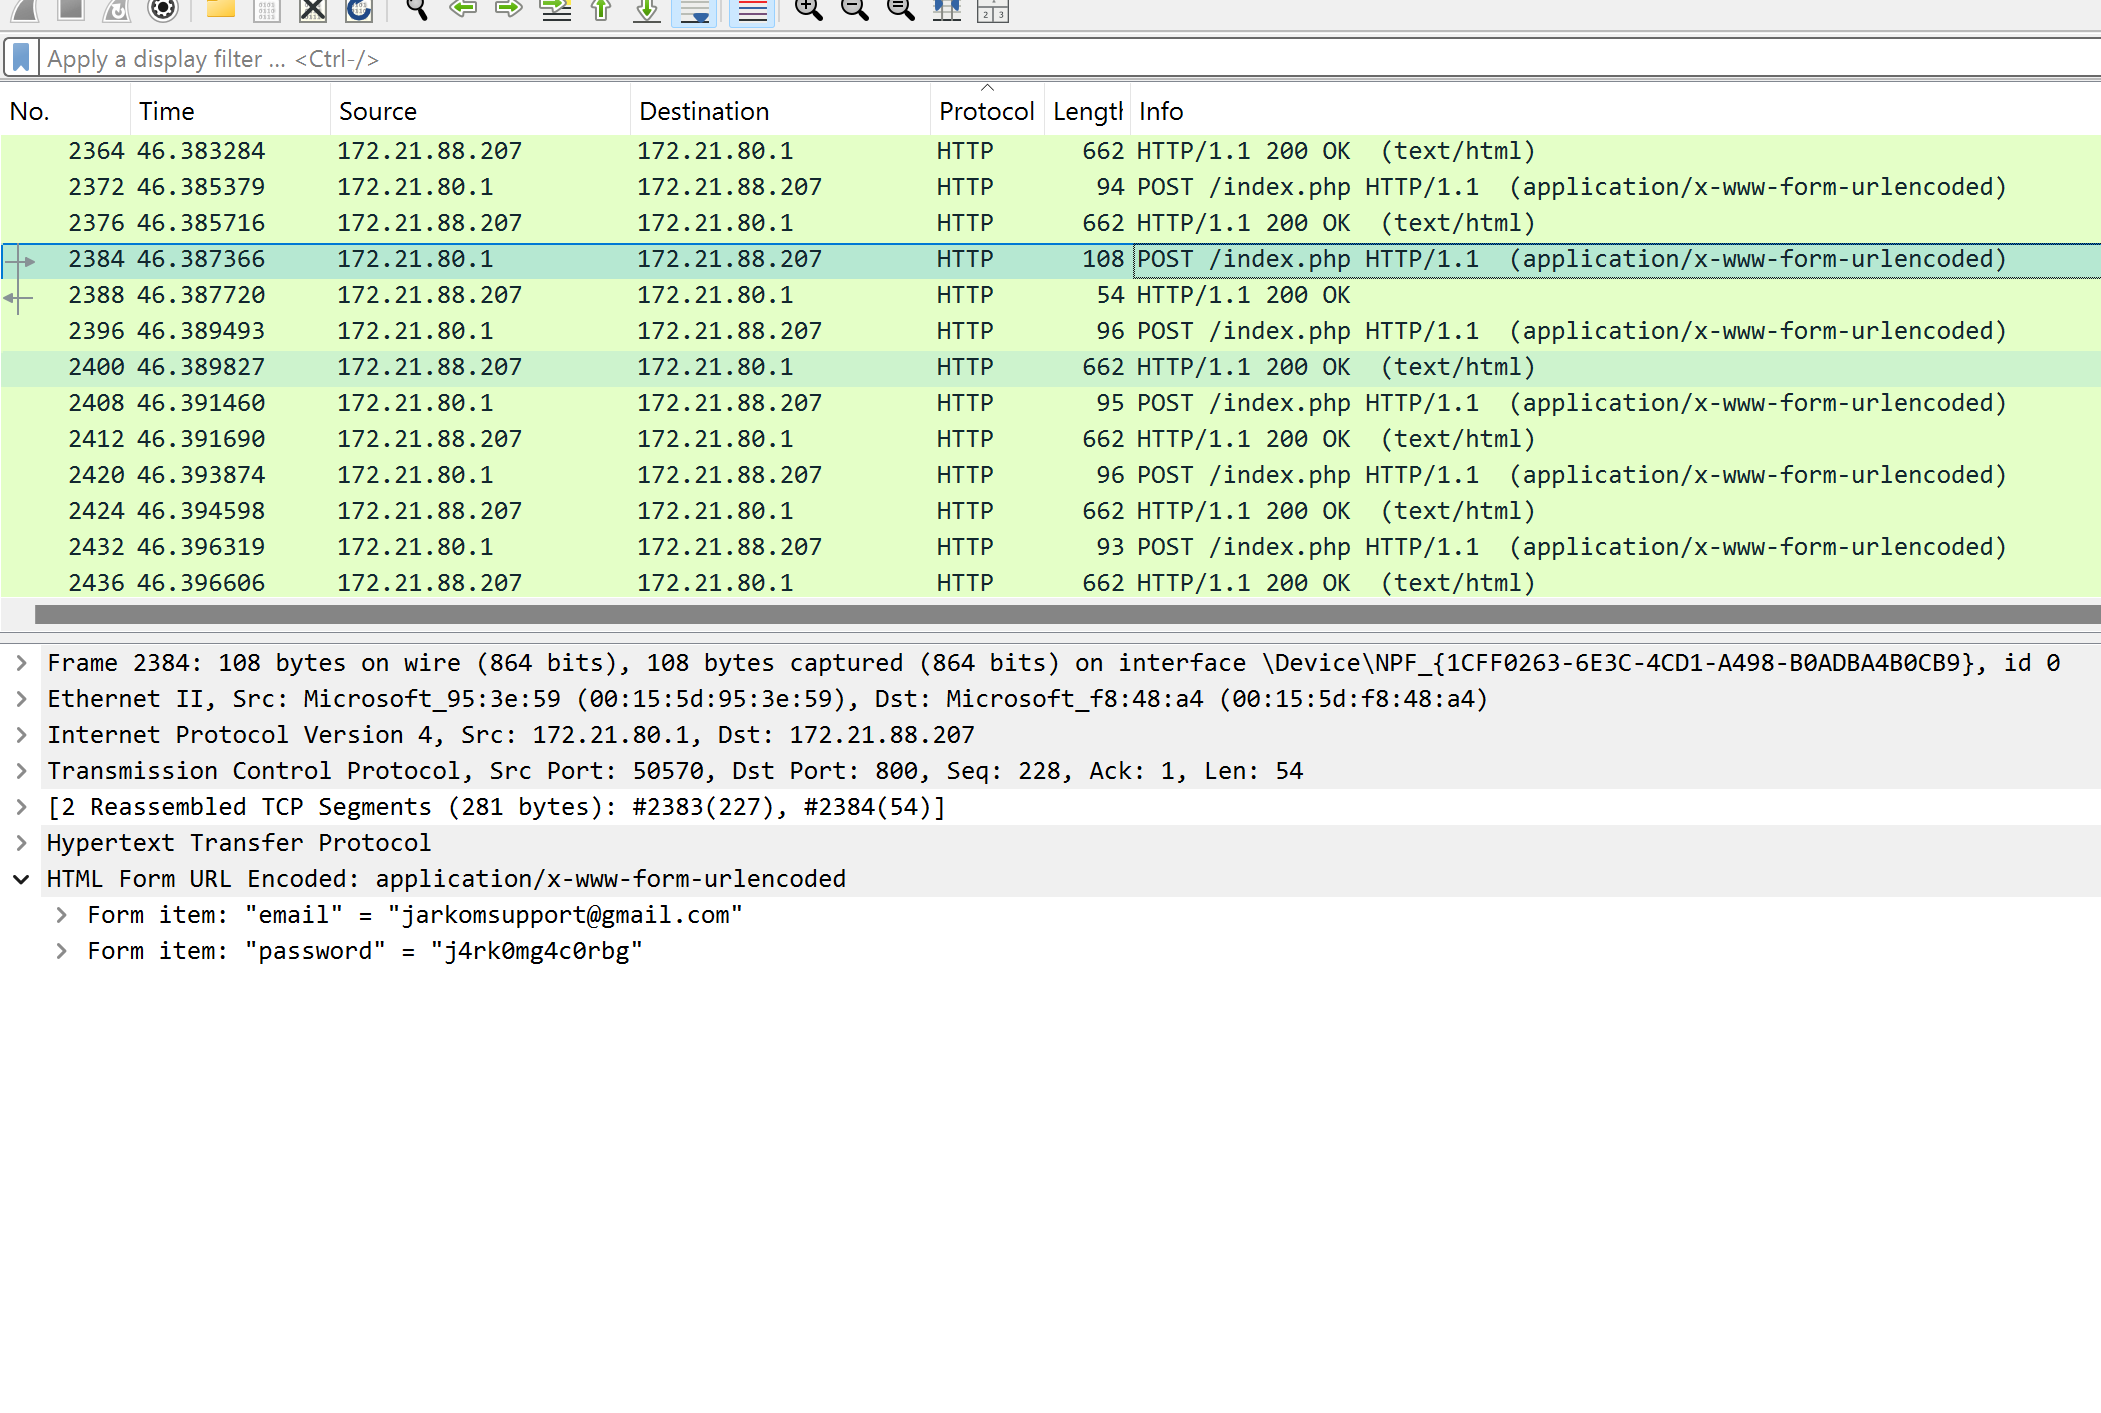 Apply a display filter ... <Ctrl-/>
No. Time Source Destination Protocol Length Info
2364 46.383284 172.21.88.207 172.21.80.1 HTTP 662 HTTP/1.1 200 OK (text/html)
2372 46.385379 172.21.80.1 172.21.88.207 HTTP 94 POST /index.php HTTP/1.1 (application/x-www-form-urlencoded)
2376 46.385716 172.21.88.207 172.21.80.1 HTTP 662 HTTP/1.1 200 OK (text/html)
2384 46.387366 172.21.80.1 172.21.88.207 HTTP 108 POST /index.php HTTP/1.1 (application/x-www-form-urlencoded)
2388 46.387720 172.21.88.207 172.21.80.1 HTTP 54 HTTP/1.1 200 OK
2396 46.389493 172.21.80.1 172.21.88.207 HTTP 96 POST /index.php HTTP/1.1 (application/x-www-form-urlencoded)
2400 46.389827 172.21.88.207 172.21.80.1 HTTP 662 HTTP/1.1 200 OK (text/html)
2408 46.391460 172.21.80.1 172.21.88.207 HTTP 95 POST /index.php HTTP/1.1 (application/x-www-form-urlencoded)
2412 46.391690 172.21.88.207 172.21.80.1 HTTP 662 HTTP/1.1 200 OK (text/html)
2420 46.393874 172.21.80.1 172.21.88.207 HTTP 96 POST /index.php HTTP/1.1 (application/x-www-form-urlencoded)
2424 46.394598 172.21.88.207 172.21.80.1 HTTP 662 HTTP/1.1 200 OK (text/html)
2432 46.396319 172.21.80.1 172.21.88.207 HTTP 93 POST /index.php HTTP/1.1 (application/x-www-form-urlencoded)
2436 46.396606 172.21.88.207 172.21.80.1 HTTP 662 HTTP/1.1 200 OK (text/html)
Frame 2384: 108 bytes on wire (864 bits), 108 bytes captured (864 bits) on interface \Device\NPF_{1CFF0263-6E3C-4CD1-A498-B0ADBA4B0CB9}, id 0
Ethernet II, Src: Microsoft_95:3e:59 (00:15:5d:95:3e:59), Dst: Microsoft_f8:48:a4 (00:15:5d:f8:48:a4)
Internet Protocol Version 4, Src: 172.21.80.1, Dst: 172.21.88.207
Transmission Control Protocol, Src Port: 50570, Dst Port: 800, Seq: 228, Ack: 1, Len: 54
[2 Reassembled TCP Segments (281 bytes): #2383(227), #2384(54)]
Hypertext Transfer Protocol
HTML Form URL Encoded: application/x-www-form-urlencoded
Form item: "email" = "jarkomsupport@gmail.com"
Form item: "password" = "j4rk0mg4c0rbg"